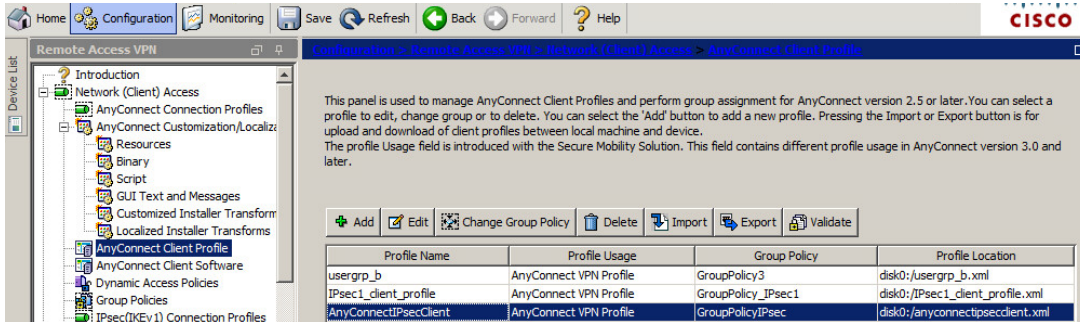 Home Configuration Monitoring Save Refresh Back Forward Help
CISCO
Device List
Remote Access VPN
Configuration > Remote Access VPN > Network (Client) Access > AnyConnect Client Profile
Introduction
Network (Client) Access
AnyConnect Connection Profiles
AnyConnect Customization/Localiza
Resources
Binary
Script
GUI Text and Messages
Customized Installer Transform
Localized Installer Transforms
AnyConnect Client Profile
AnyConnect Client Software
Dynamic Access Policies
Group Policies
IPsec(IKEv1) Connection Profiles
This panel is used to manage AnyConnect Client Profiles and perform group assignment for AnyConnect version 2.5 or later.You can select a
profile to edit, change group or to delete. You can select the 'Add' button to add a new profile. Pressing the Import or Export button is for
upload and download of client profiles between local machine and device.
The profile Usage field is introduced with the Secure Mobility Solution. This field contains different profile usage in AnyConnect version 3.0 and
later.
Add Edit Change Group Policy Delete Import Export Validate
Profile Name Profile Usage Group Policy Profile Location
usergrp_b AnyConnect VPN Profile GroupPolicy3 disk0:/usergrp_b.xml
IPsec1_client_profile AnyConnect VPN Profile GroupPolicy_IPsec1 disk0:/IPsec1_client_profile.xml
AnyConnectIPsecClient AnyConnect VPN Profile GroupPolicyIPsec disk0:/anyconnectipsecclient.xml